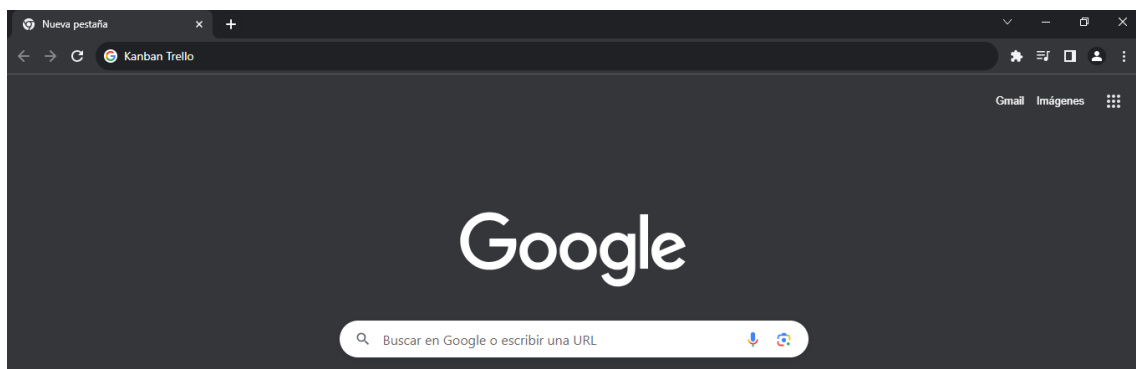 Nueva pestaña
Kanban Trello
Gmail Imágenes
Google
Buscar en Google o escribir una URL